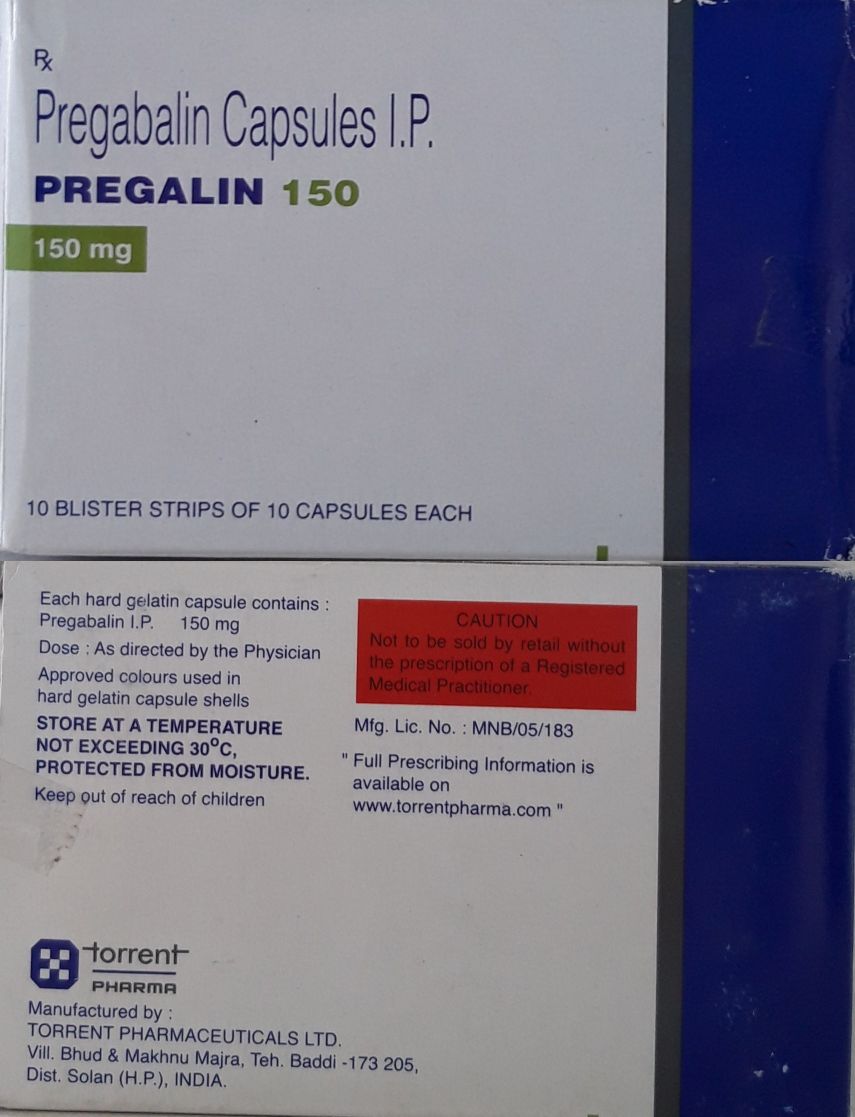 Rx
Pregabalin Capsules I.P.
PREGALIN 150
150 mg
10 BLISTER STRIPS OF 10 CAPSULES EACH
Each hard gelatin capsule contains :
Pregabalin I.P. 150 mg
Dose : As directed by the Physician
Approved colours used in
hard gelatin capsule shells
STORE AT A TEMPERATURE
NOT EXCEEDING 30°C,
PROTECTED FROM MOISTURE.
Keep out of reach of children
CAUTION
Not to be sold by retail without
the prescription of a Registered
Medical Practitioner.
Mfg. Lic. No. : MNB/05/183
" Full Prescribing Information is
available on
www.torrentpharma.com "
torrent
PHARMA
Manufactured by :
TORRENT PHARMACEUTICALS LTD.
Vill. Bhud & Makhnu Majra, Teh. Baddi -173 205,
Dist. Solan (H.P.), INDIA.